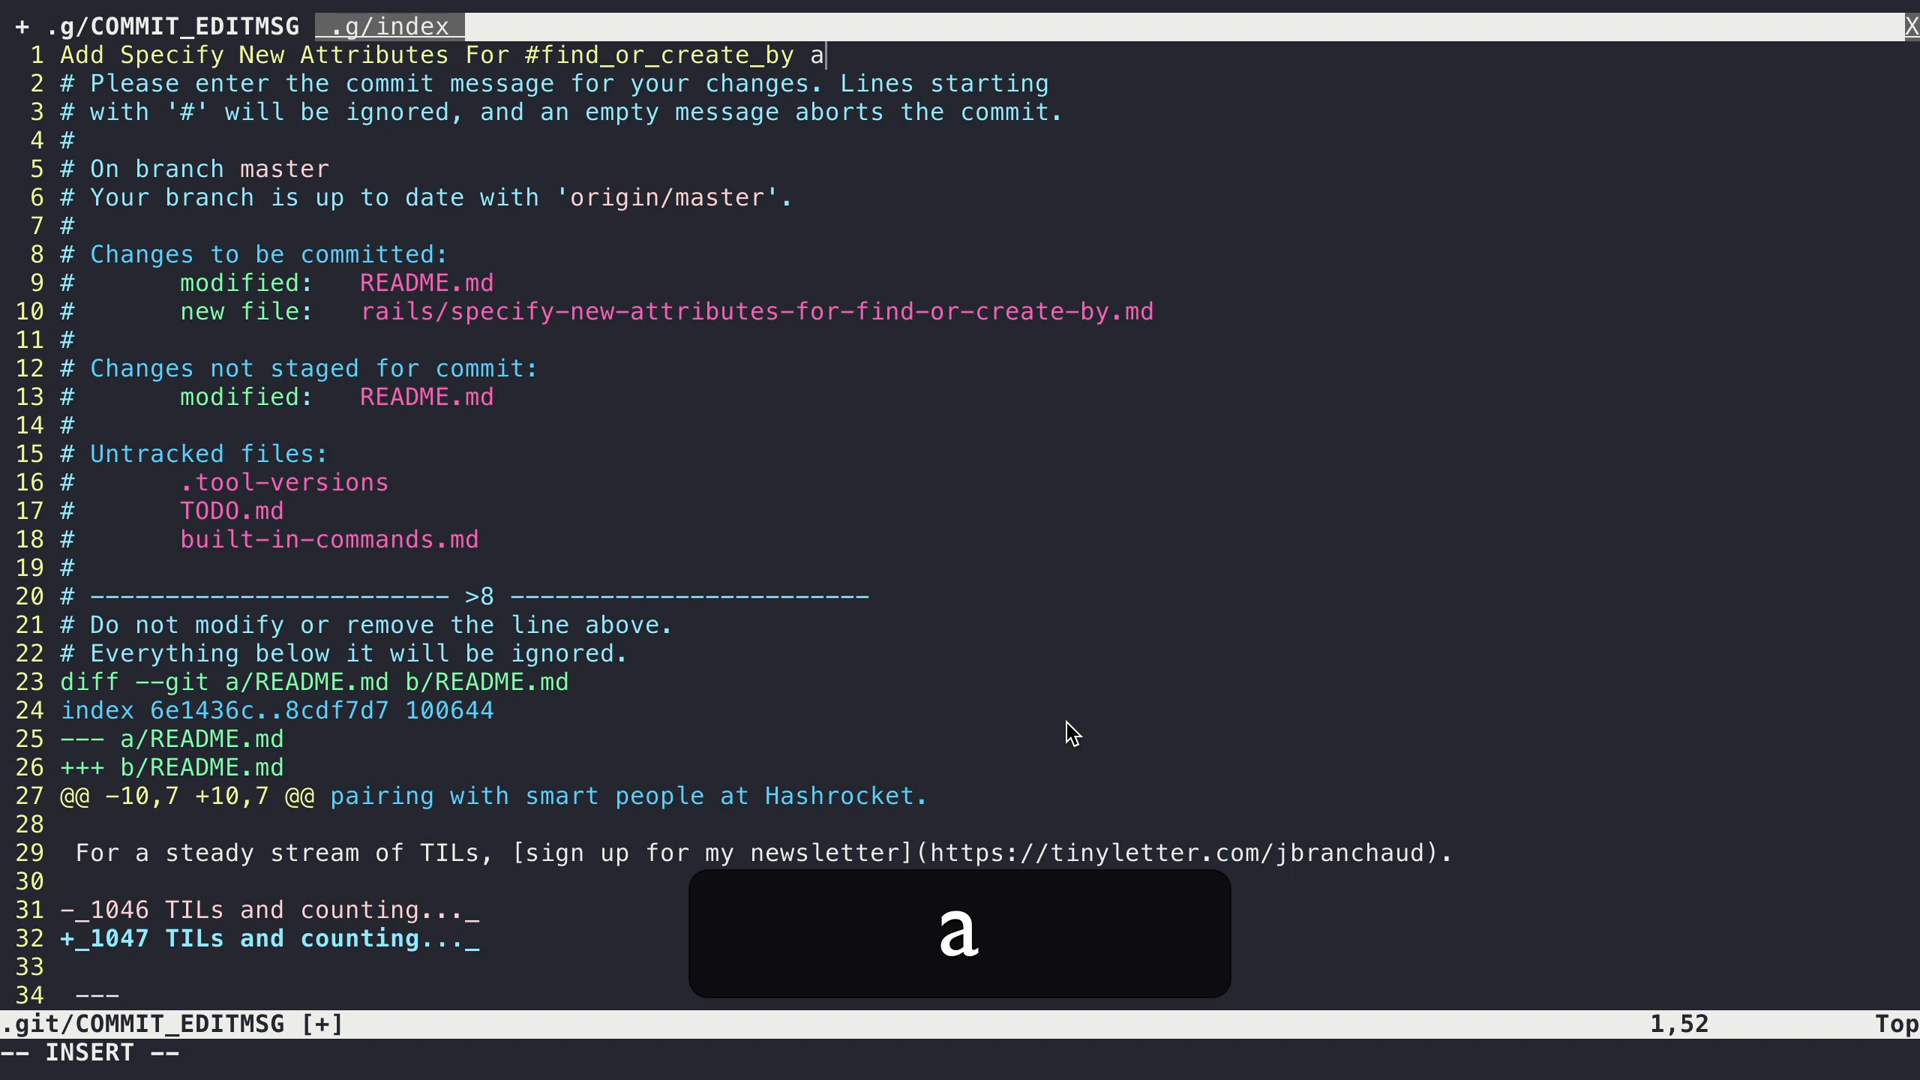 + .g/COMMIT_EDITMSG  .g/index  X
1 Add Specify New Attributes For #find_or_create_by a
2 # Please enter the commit message for your changes. Lines starting
3 # with '#' will be ignored, and an empty message aborts the commit.
4 #
5 # On branch master
6 # Your branch is up to date with 'origin/master'.
7 #
8 # Changes to be committed:
9 #       modified:   README.md
10 #       new file:   rails/specify-new-attributes-for-find-or-create-by.md
11 #
12 # Changes not staged for commit:
13 #       modified:   README.md
14 #
15 # Untracked files:
16 #       .tool-versions
17 #       TODO.md
18 #       built-in-commands.md
19 #
20 # ------------------------ >8 ------------------------
21 # Do not modify or remove the line above.
22 # Everything below it will be ignored.
23 diff --git a/README.md b/README.md
24 index 6e1436c..8cdf7d7 100644
25 --- a/README.md
26 +++ b/README.md
27 @@ -10,7 +10,7 @@ pairing with smart people at Hashrocket.
28
29  For a steady stream of TILs, [sign up for my newsletter](https://tinyletter.com/jbranchaud).
30
31 -_1046 TILs and counting..._
32 +_1047 TILs and counting..._
33
34  ---
a
.git/COMMIT_EDITMSG [+]  1,52  Top
-- INSERT --